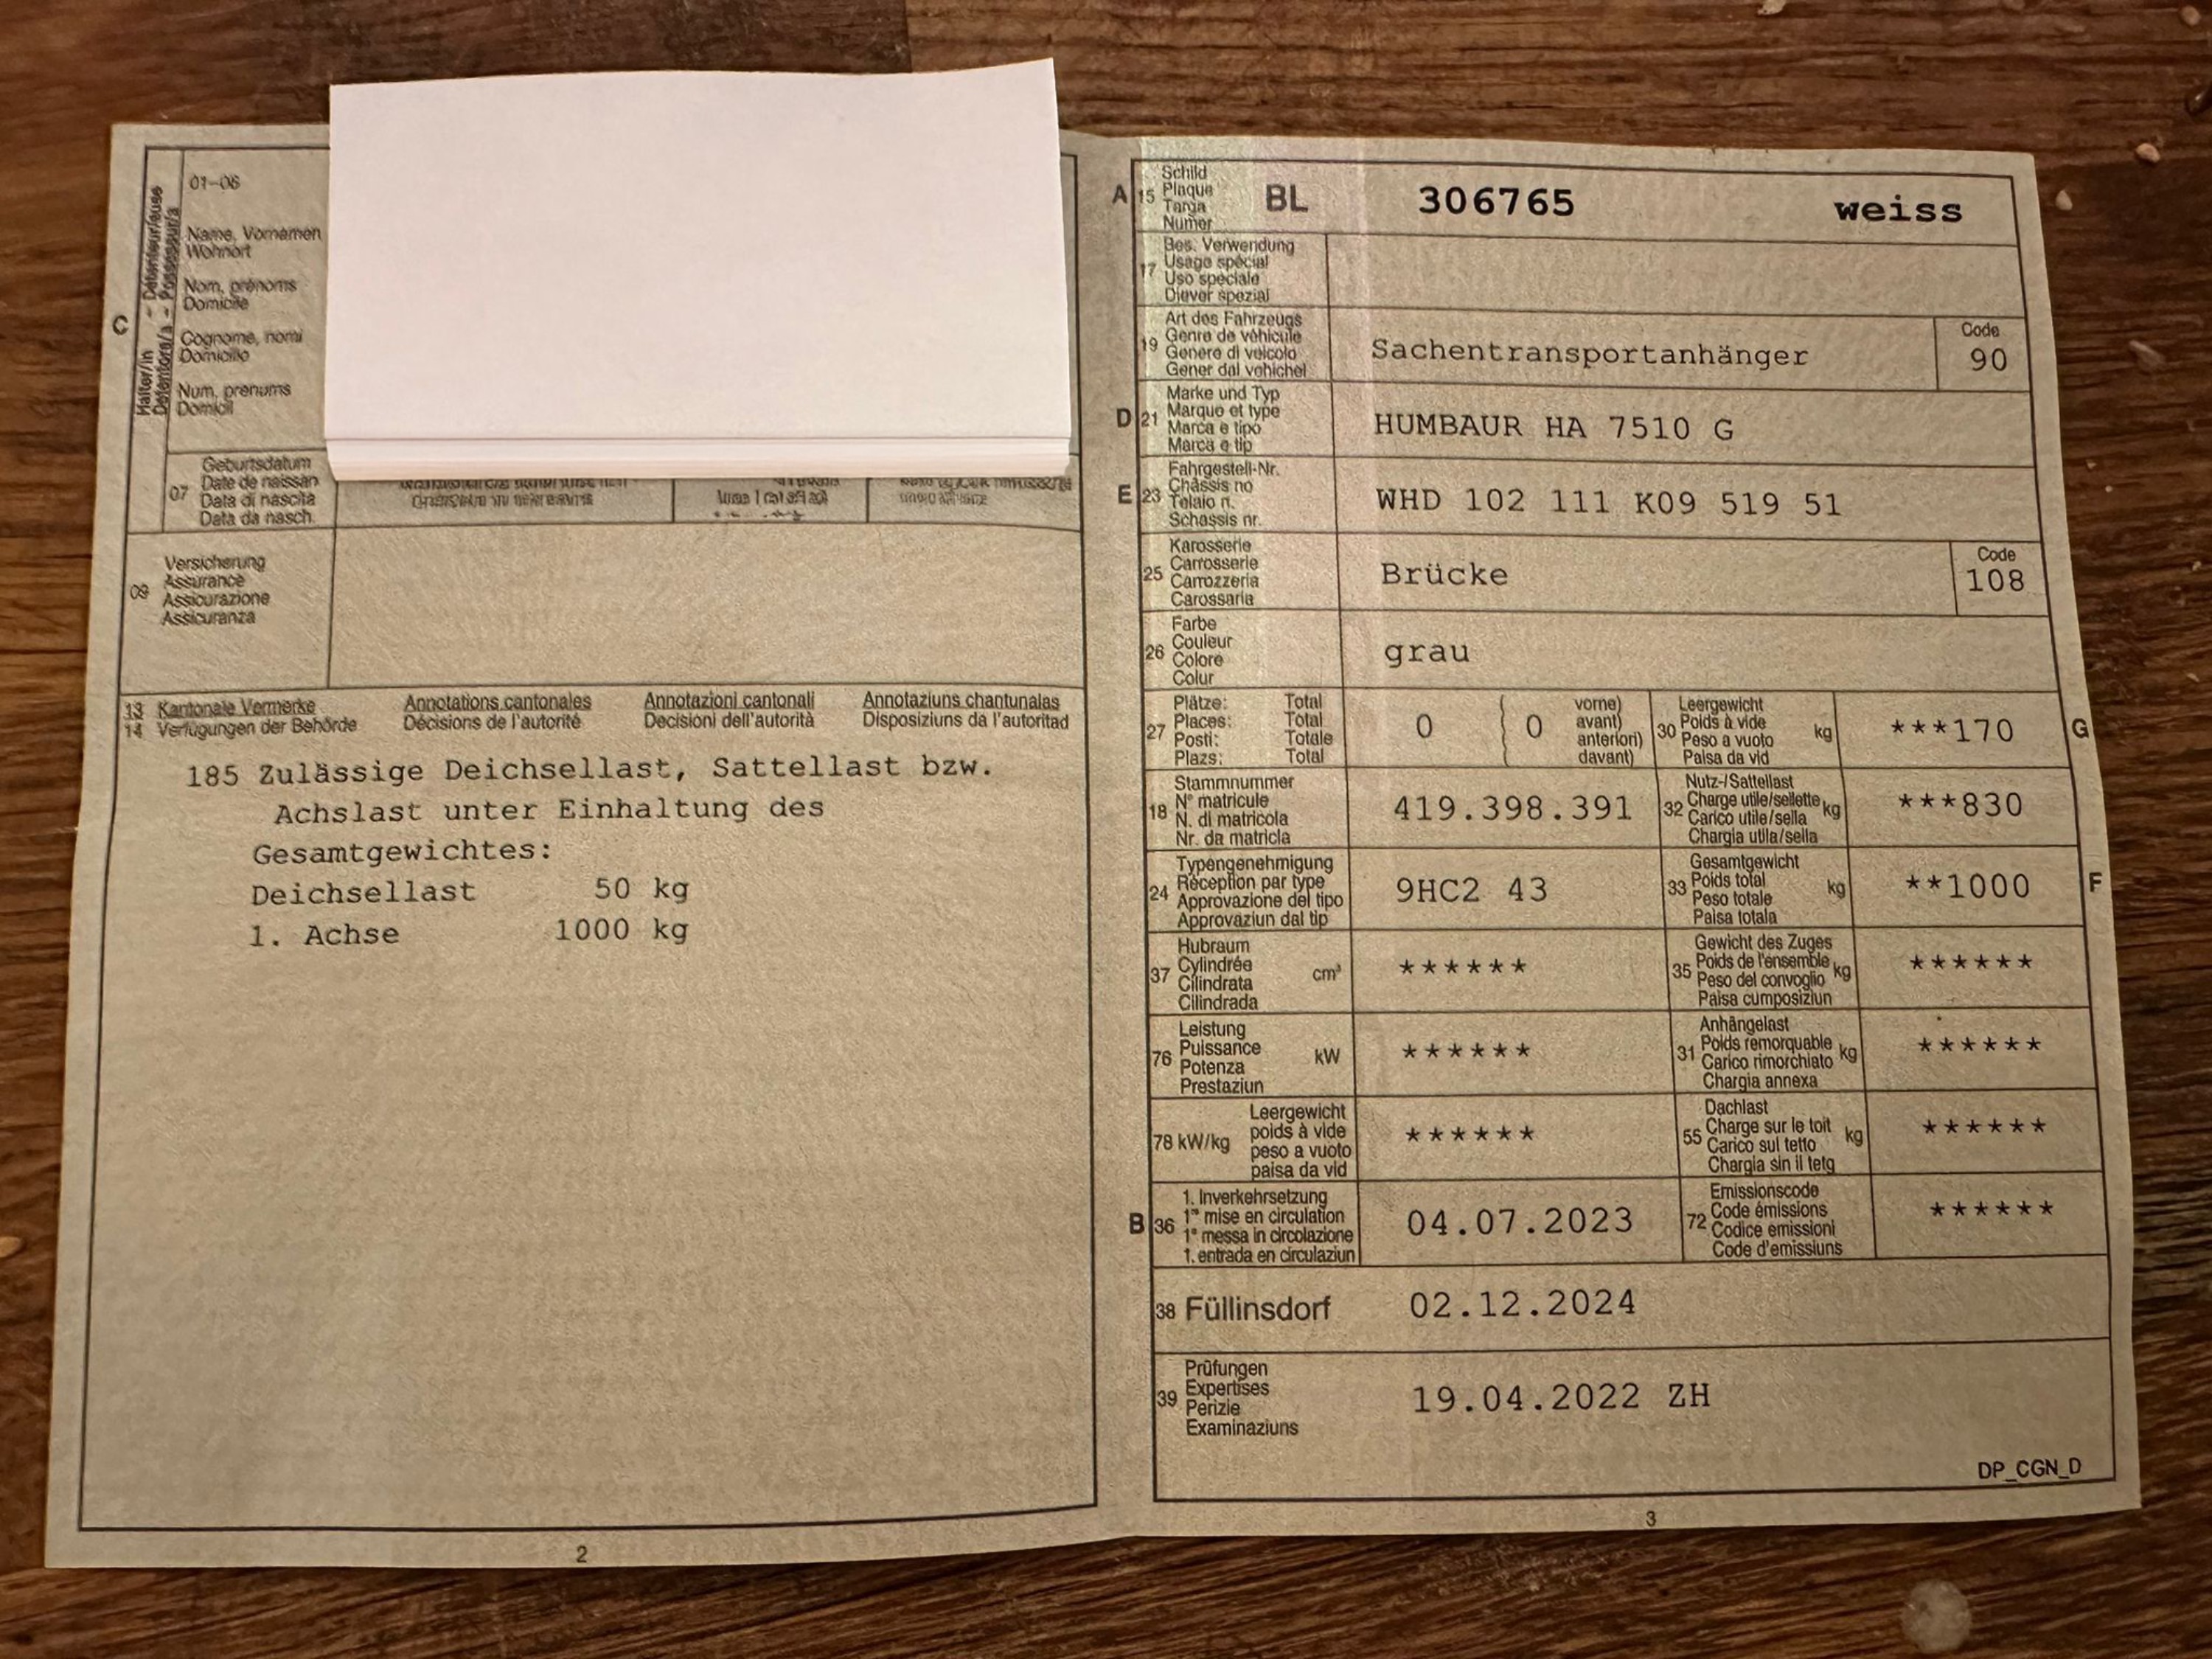 C
Halter/in - Détenteur/euse
Detentore/a - Possessur/a
01–06
Name, Vornamen
Wohnort
Nom, prénoms
Domicile
Cognome, nomi
Domicilio
Num, prenums
Domicil
07
Geburtsdatum
Date de naissan
Data di nascita
Data da nasch.
09
Versicherung
Assurance
Assicurazione
Assicuranza
13 Kantonale Vermerke Annotations cantonales Annotazioni cantonali Annotaziuns chantunalas
14 Verfügungen der Behörde Décisions de l'autorité Decisioni dell'autorità Disposiziuns da l'autoritad
185 Zulässige Deichsellast, Sattellast bzw.
Achslast unter Einhaltung des
Gesamtgewichtes:
Deichsellast 50 kg
1. Achse 1000 kg
2
A 15
Schild
Plaque
Targa
Numer
BL 306765 weiss
17
Bes. Verwendung
Usage spécial
Uso speciale
Diever spezial
19
Art des Fahrzeugs
Genre de véhicule
Genere di veicolo
Gener dal vehichel
Sachentransportanhänger
Code
90
D 21
Marke und Typ
Marque et type
Marca e tipo
Marca e tip
HUMBAUR HA 7510 G
E 23
Fahrgestell-Nr.
Châssis no
Telaio n.
Schassis nr.
WHD 102 111 K09 519 51
25
Karosserie
Carrosserie
Carrozzeria
Carossaria
Brücke
Code
108
26
Farbe
Couleur
Colore
Colur
grau
27
Plätze: Total
Places: Total
Posti: Totale
Plazs: Total
0 ( 0
vorne)
avant)
anteriori)
davant)
30
Leergewicht
Poids à vide
Peso a vuoto
Paisa da vid
kg
***170
G
18
Stammnummer
N° matricule
N. di matricola
Nr. da matricla
419.398.391
32
Nutz-/Sattellast
Charge utile/sellette
Carico utile/sella
Chargia utila/sella
kg
***830
24
Typengenehmigung
Réception par type
Approvazione del tipo
Approvaziun dal tip
9HC2 43
33
Gesamtgewicht
Poids total
Peso totale
Paisa totala
kg
**1000
F
37
Hubraum
Cylindrée
Cilindrata
Cilindrada
cm³
******
35
Gewicht des Zuges
Poids de l'ensemble
Peso del convoglio
Paisa cumposiziun
kg
******
76
Leistung
Puissance
Potenza
Prestaziun
kW
******
31
Anhängelast
Poids remorquable
Carico rimorchiato
Chargia annexa
kg
******
78 kW/kg
Leergewicht
poids à vide
peso a vuoto
paisa da vid
******
55
Dachlast
Charge sur le toit
Carico sul tetto
Chargia sin il tetg
kg
******
B 36
1. Inverkehrsetzung
1re mise en circulation
1a messa in circolazione
1. entrada en circulaziun
04.07.2023
72
Emissionscode
Code émissions
Codice emissioni
Code d'emissiuns
******
38 Füllinsdorf 02.12.2024
39
Prüfungen
Expertises
Perizie
Examinaziuns
19.04.2022 ZH
DP_CGN_D
3